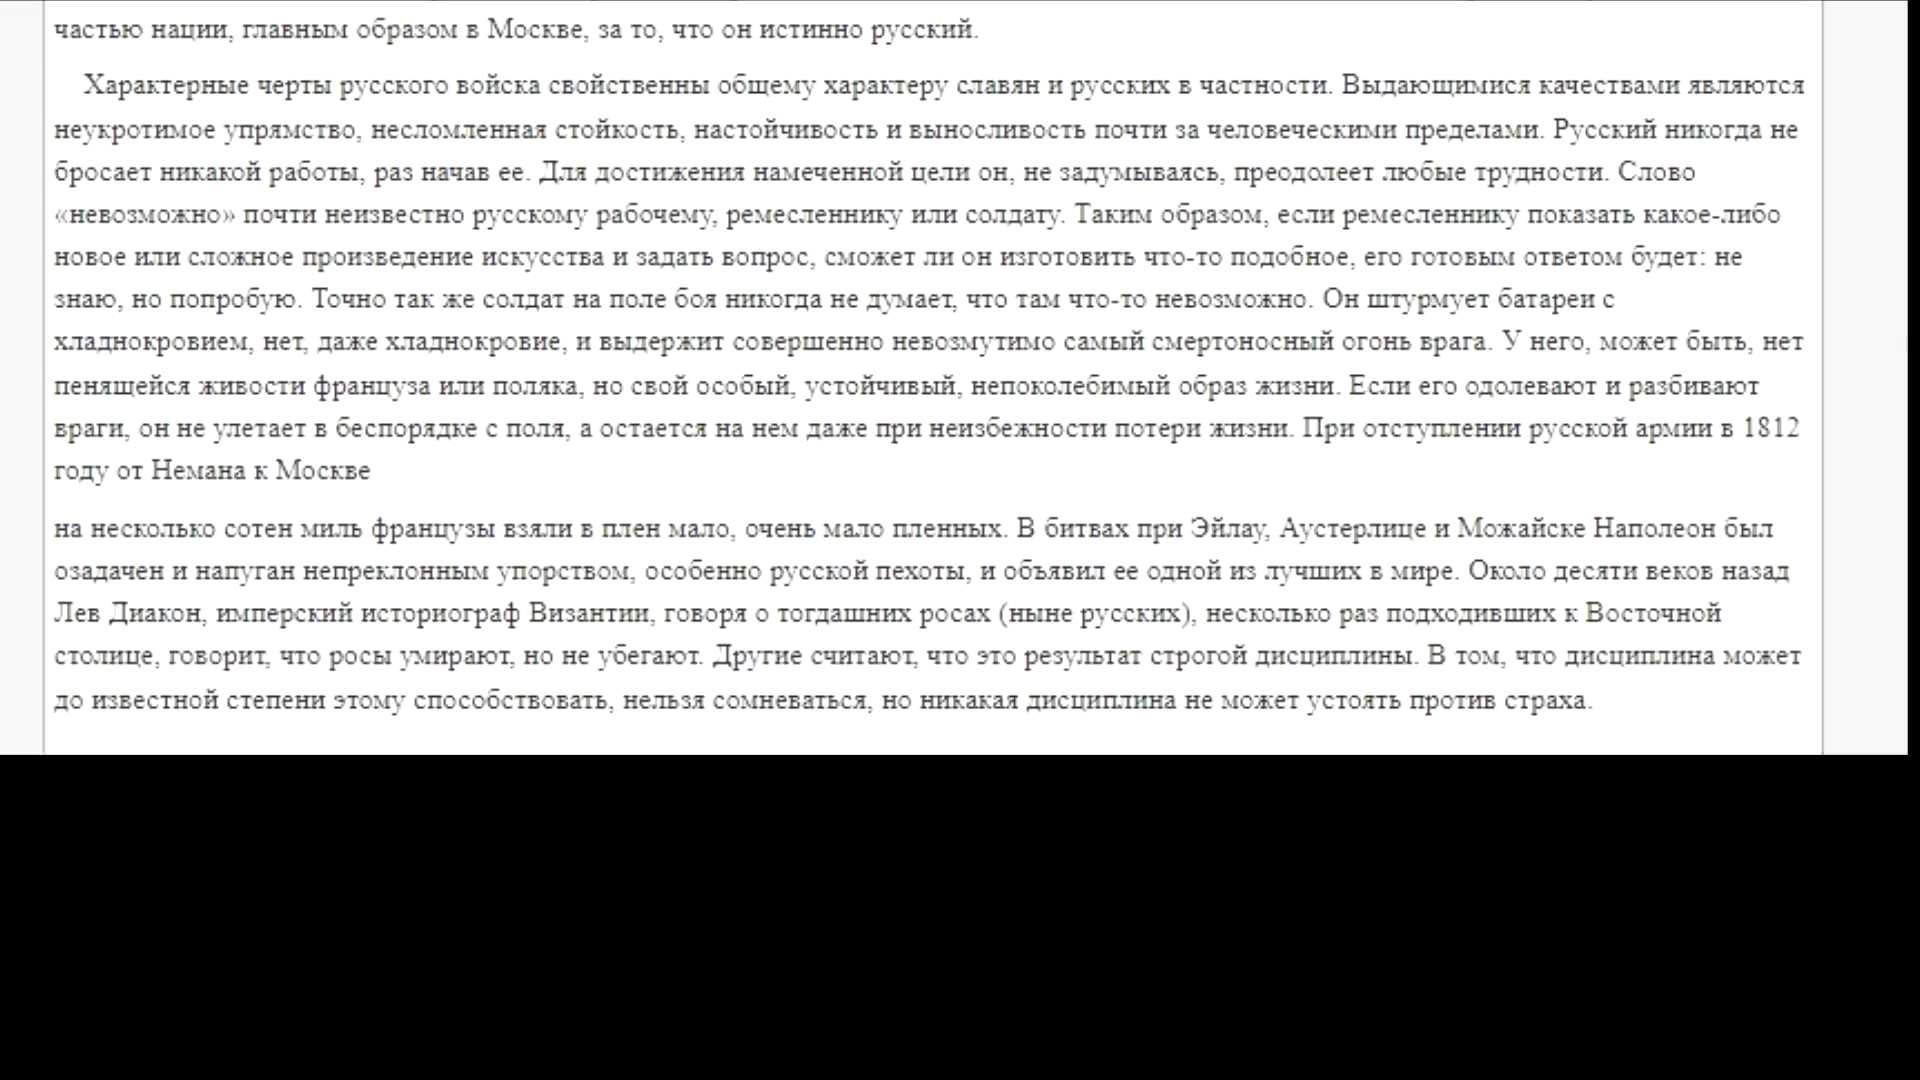 частью нации, главным образом в Москве, за то, что он истинно русский.
Характерные черты русского войска свойственны общему характеру славян и русских в частности. Выдающимися качествами являются
неукротимое упрямство, несломленная стойкость, настойчивость и выносливость почти за человеческими пределами. Русский никогда не
бросает никакой работы, раз начав ее. Для достижения намеченной цели он, не задумываясь, преодолеет любые трудности. Слово
«невозможно» почти неизвестно русскому рабочему, ремесленнику или солдату. Таким образом, если ремесленнику показать какое-либо
новое или сложное произведение искусства и задать вопрос, сможет ли он изготовить что-то подобное, его готовым ответом будет: не
знаю, но попробую. Точно так же солдат на поле боя никогда не думает, что там что-то невозможно. Он штурмует батареи с
хладнокровием, нет, даже хладнокровие, и выдержит совершенно невозмутимо самый смертоносный огонь врага. У него, может быть, нет
пенящейся живости француза или поляка, но свой особый, устойчивый, непоколебимый образ жизни. Если его одолевают и разбивают
враги, он не улетает в беспорядке с поля, а остается на нем даже при неизбежности потери жизни. При отступлении русской армии в 1812
году от Немана к Москве
на несколько сотен миль французы взяли в плен мало, очень мало пленных. В битвах при Эйлау, Аустерлице и Можайске Наполеон был
озадачен и напуган непреклонным упорством, особенно русской пехоты, и объявил ее одной из лучших в мире. Около десяти веков назад
Лев Диакон, имперский историограф Византии, говоря о тогдашних росах (ныне русских), несколько раз подходивших к Восточной
столице, говорит, что росы умирают, но не убегают. Другие считают, что это результат строгой дисциплины. В том, что дисциплина может
до известной степени этому способствовать, нельзя сомневаться, но никакая дисциплина не может устоять против страха.